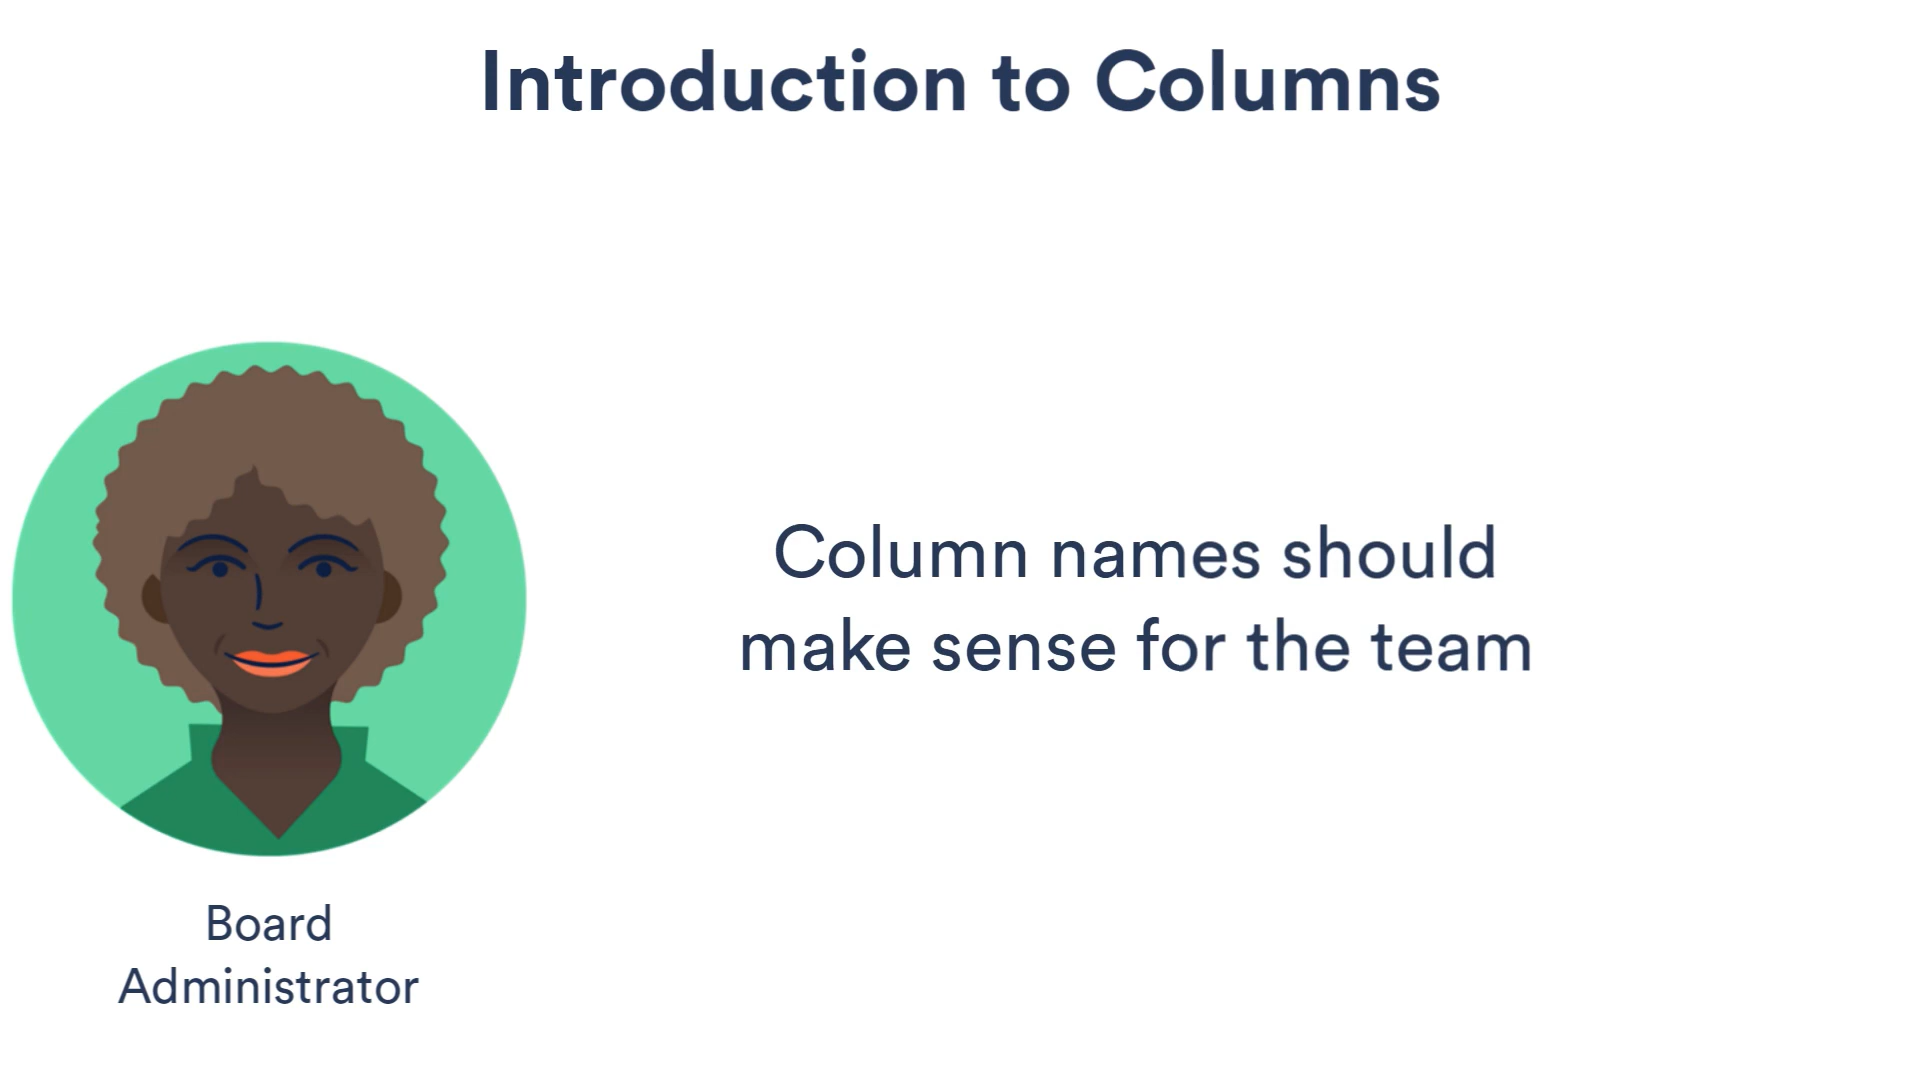 Introduction to Columns
Column names should
make sense for the team
Board
Administrator